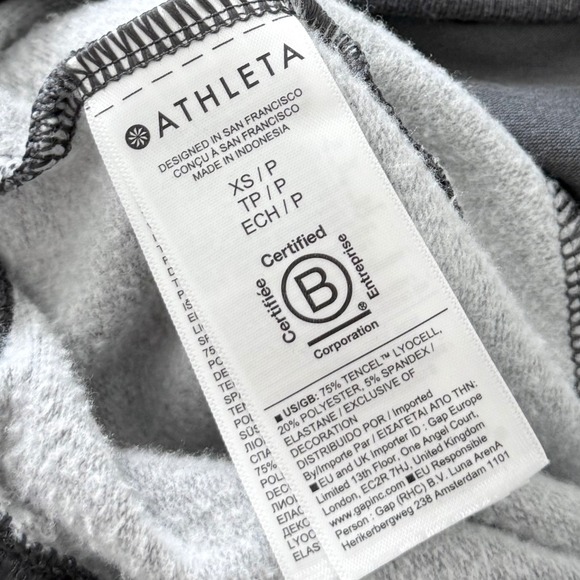 ATHLETA
DESIGNED IN SAN FRANCISCO
CONÇU À SAN FRANCISCO
MADE IN INDONESIA
XS / P
TP / P
ECH / P
Certified
Certifiée
B
Entreprise
®
Corporation
■ US/GB: 75% TENCEL™ LYOCELL,
20% POLYESTER, 5% SPANDEX /
ELASTANE / EXCLUSIVE OF
DECORATION
DISTRIBUIDO POR / Imported
By/Importe Par / ΕΙΣΑΓΕΤΑΙ ΑΠΟ ΤΗΝ:
■ EU and UK Importer ID : Gap Europe
Limited 13th Floor, One Angel Court,
London, EC2R 7HJ, United Kingdom
www.gapinc.com ■ EU Responsible
Person : Gap (RHC) B.V. Luna ArenA
Herikerbergweg 238 Amsterdam 1101